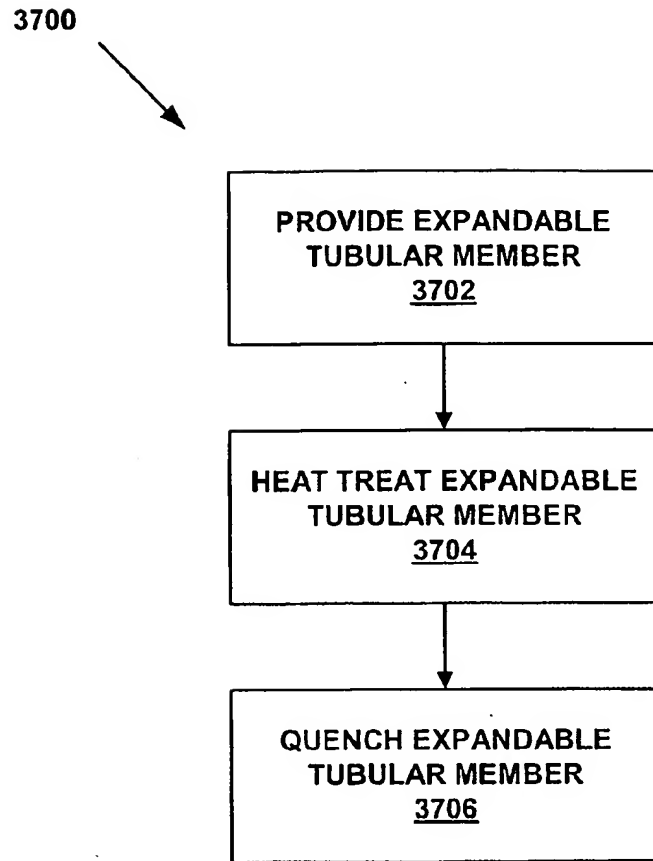 3700
PROVIDE EXPANDABLE
TUBULAR MEMBER
3702
HEAT TREAT EXPANDABLE
TUBULAR MEMBER
3704
QUENCH EXPANDABLE
TUBULAR MEMBER
3706